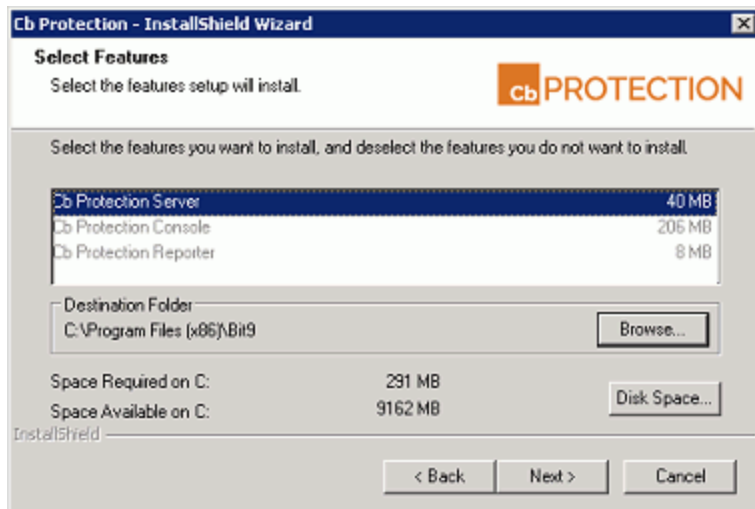 Cb Protection - InstallShield Wizard
Select Features
Select the features setup will install.
Cb PROTECTION
Select the features you want to install, and deselect the features you do not want to install.
Cb Protection Server 40 MB
Cb Protection Console 206 MB
Cb Protection Reporter 8 MB
Destination Folder
C:\Program Files (x86)\Bit9
Browse...
Space Required on C: 291 MB
Space Available on C: 9162 MB
Disk Space...
InstallShield
< Back Next > Cancel